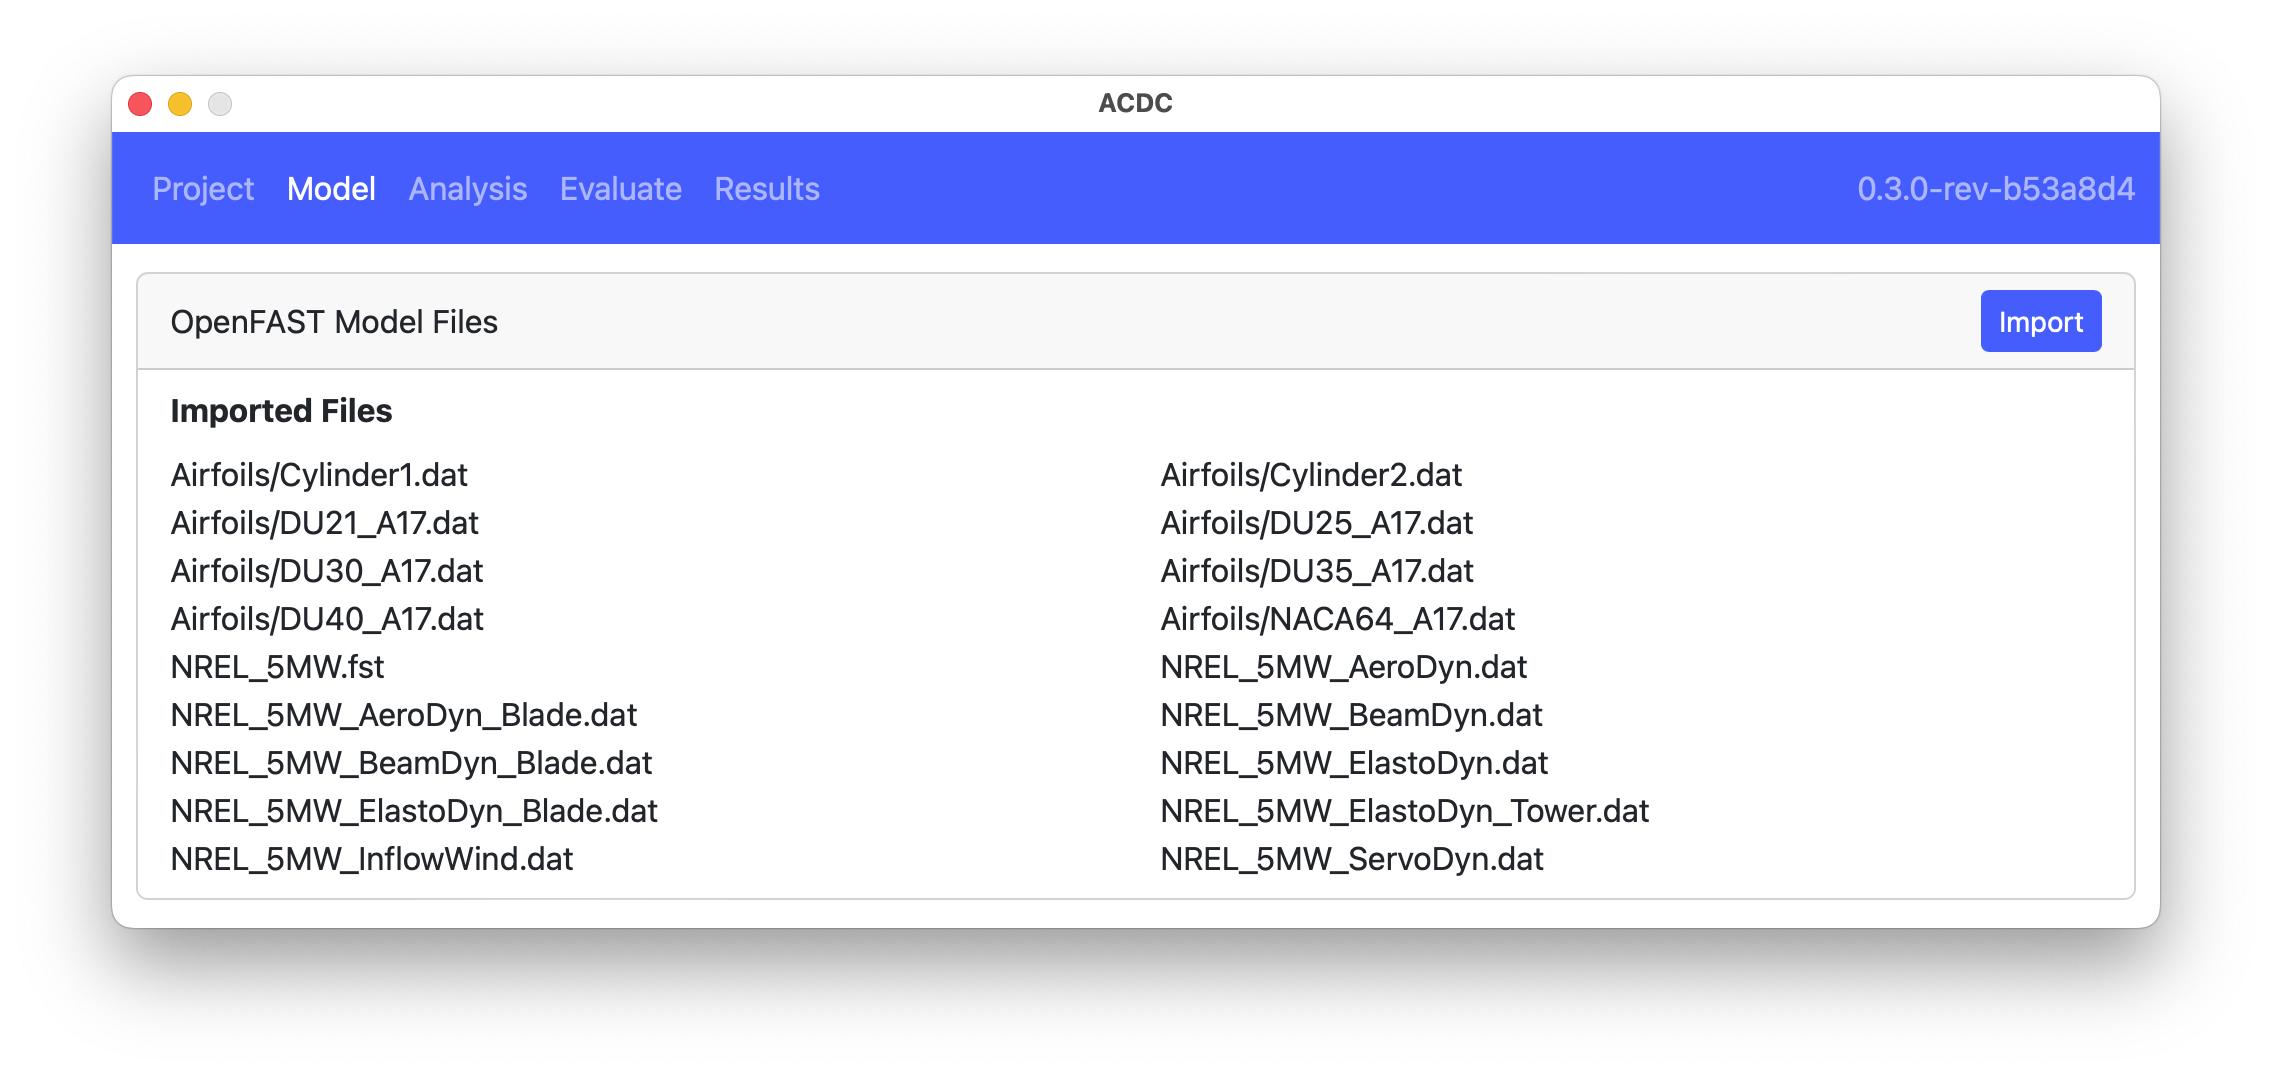 ACDC
Project Model Analysis Evaluate Results 0.3.0-rev-b53a8d4
OpenFAST Model Files Import
Imported Files
Airfoils/Cylinder1.dat Airfoils/Cylinder2.dat
Airfoils/DU21_A17.dat Airfoils/DU25_A17.dat
Airfoils/DU30_A17.dat Airfoils/DU35_A17.dat
Airfoils/DU40_A17.dat Airfoils/NACA64_A17.dat
NREL_5MW.fst NREL_5MW_AeroDyn.dat
NREL_5MW_AeroDyn_Blade.dat NREL_5MW_BeamDyn.dat
NREL_5MW_BeamDyn_Blade.dat NREL_5MW_ElastoDyn.dat
NREL_5MW_ElastoDyn_Blade.dat NREL_5MW_ElastoDyn_Tower.dat
NREL_5MW_InflowWind.dat NREL_5MW_ServoDyn.dat